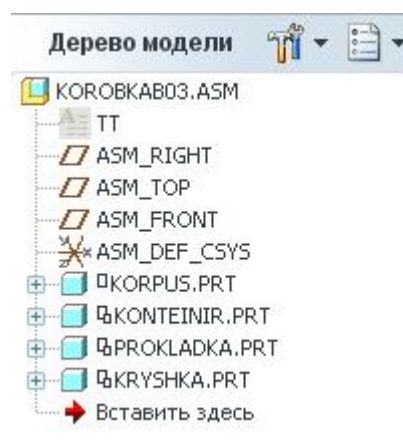 Дерево модели
KOROBKAB03.ASM
TT
ASM_RIGHT
ASM_TOP
ASM_FRONT
ASM_DEF_CSYS
KORPUS.PRT
KONTEINIR.PRT
PROKLADKA.PRT
KRYSHKA.PRT
Вставить здесь